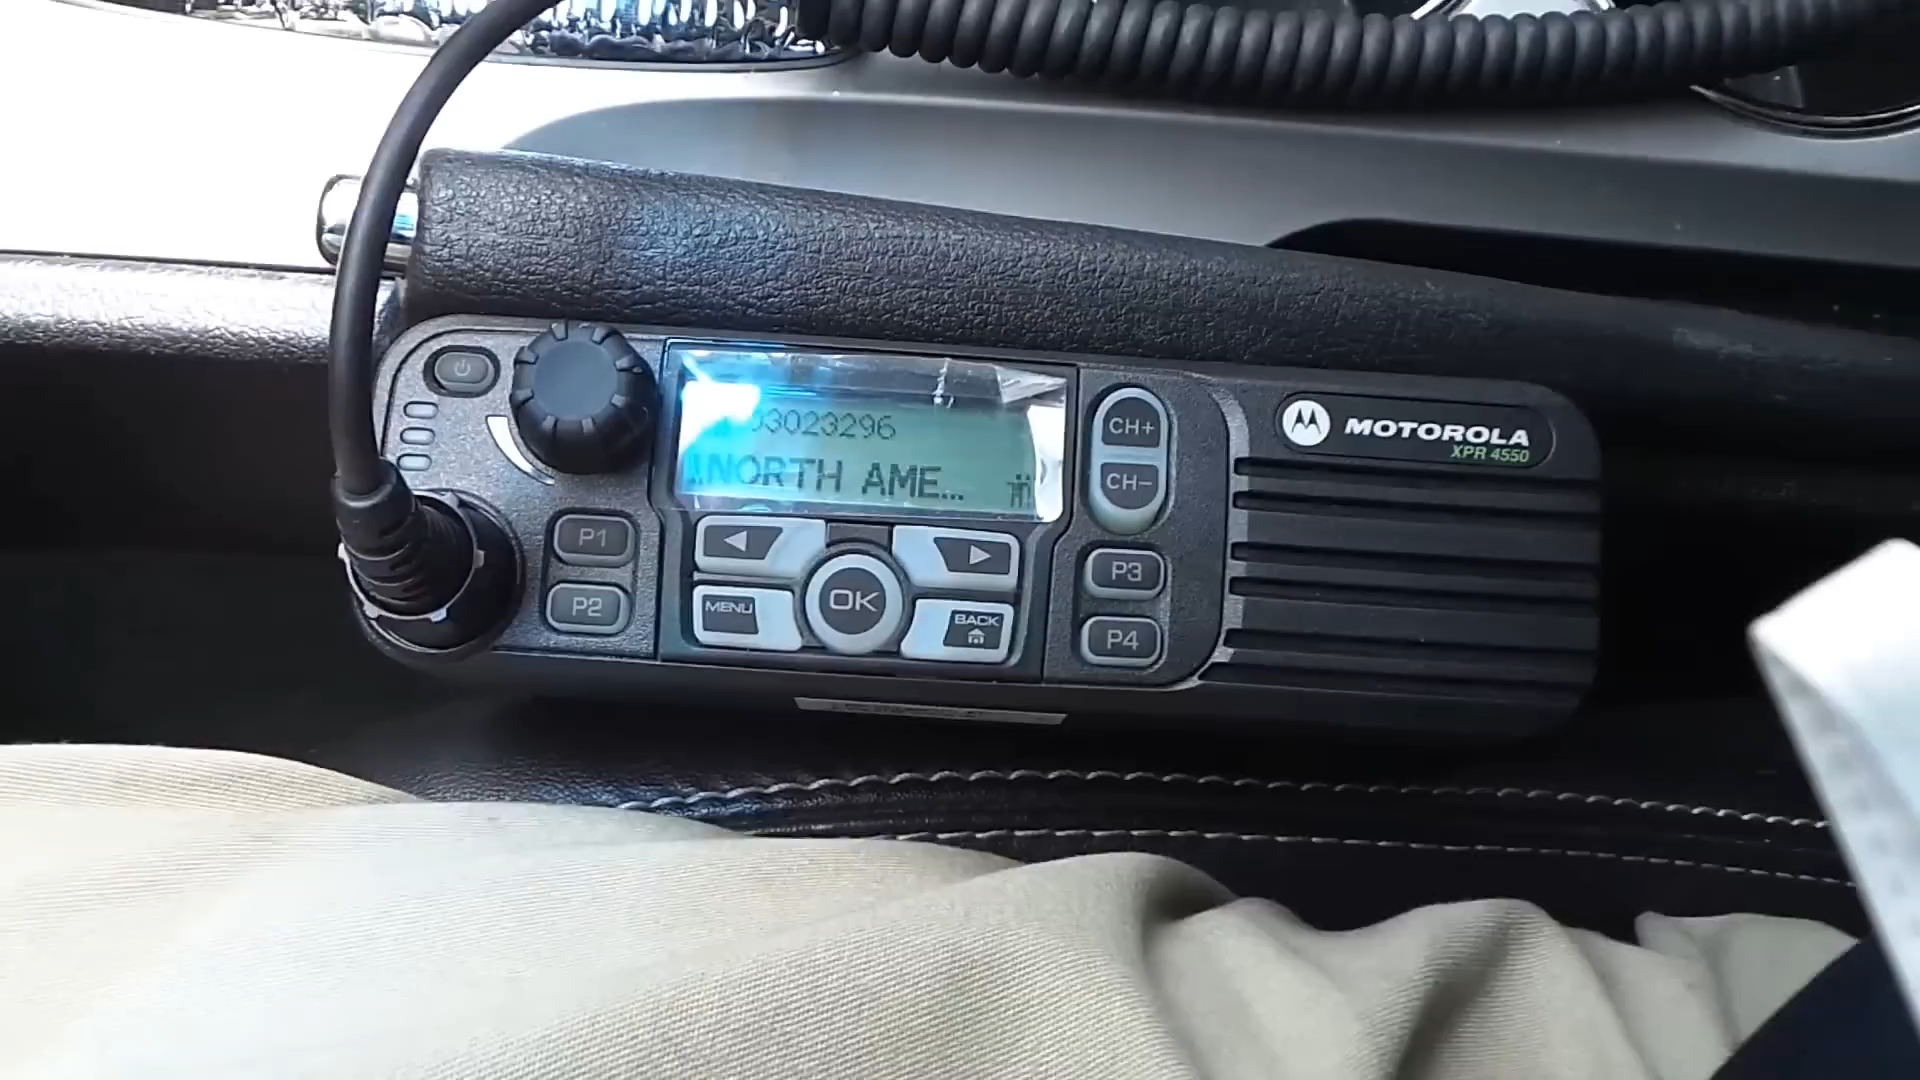 03023296
NORTH AME...
CH+
CH-
MOTOROLA
XPR 4550
P1
P2
MENU
OK
BACK
P3
P4